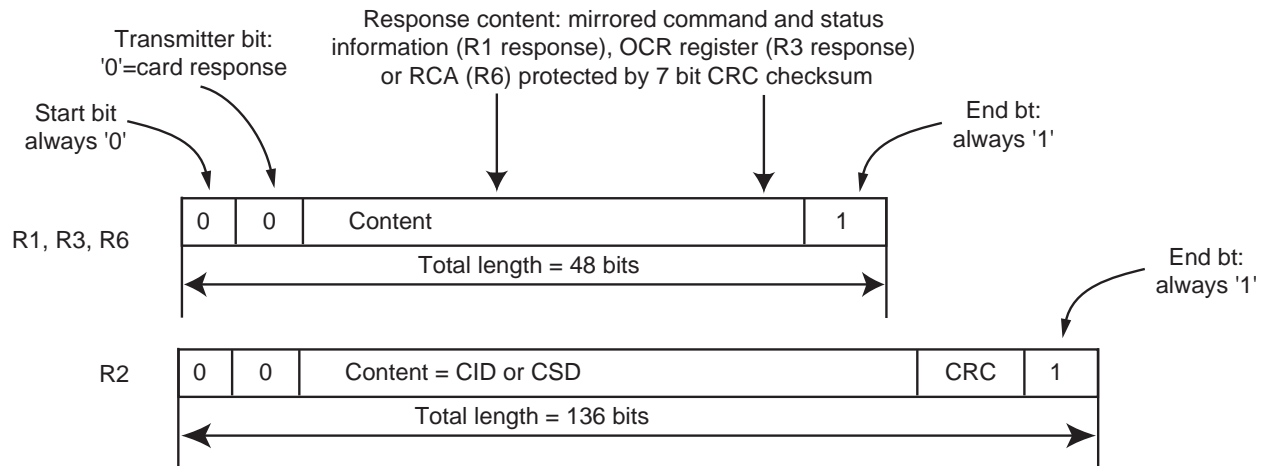 Response content: mirrored command and status
information (R1 response), OCR register (R3 response)
or RCA (R6) protected by 7 bit CRC checksum
Transmitter bit:
'0'=card response
Start bit
always '0'
End bt:
always '1'
R1, R3, R6
0 0 Content 1
Total length = 48 bits
End bt:
always '1'
R2
0 0 Content = CID or CSD CRC 1
Total length = 136 bits